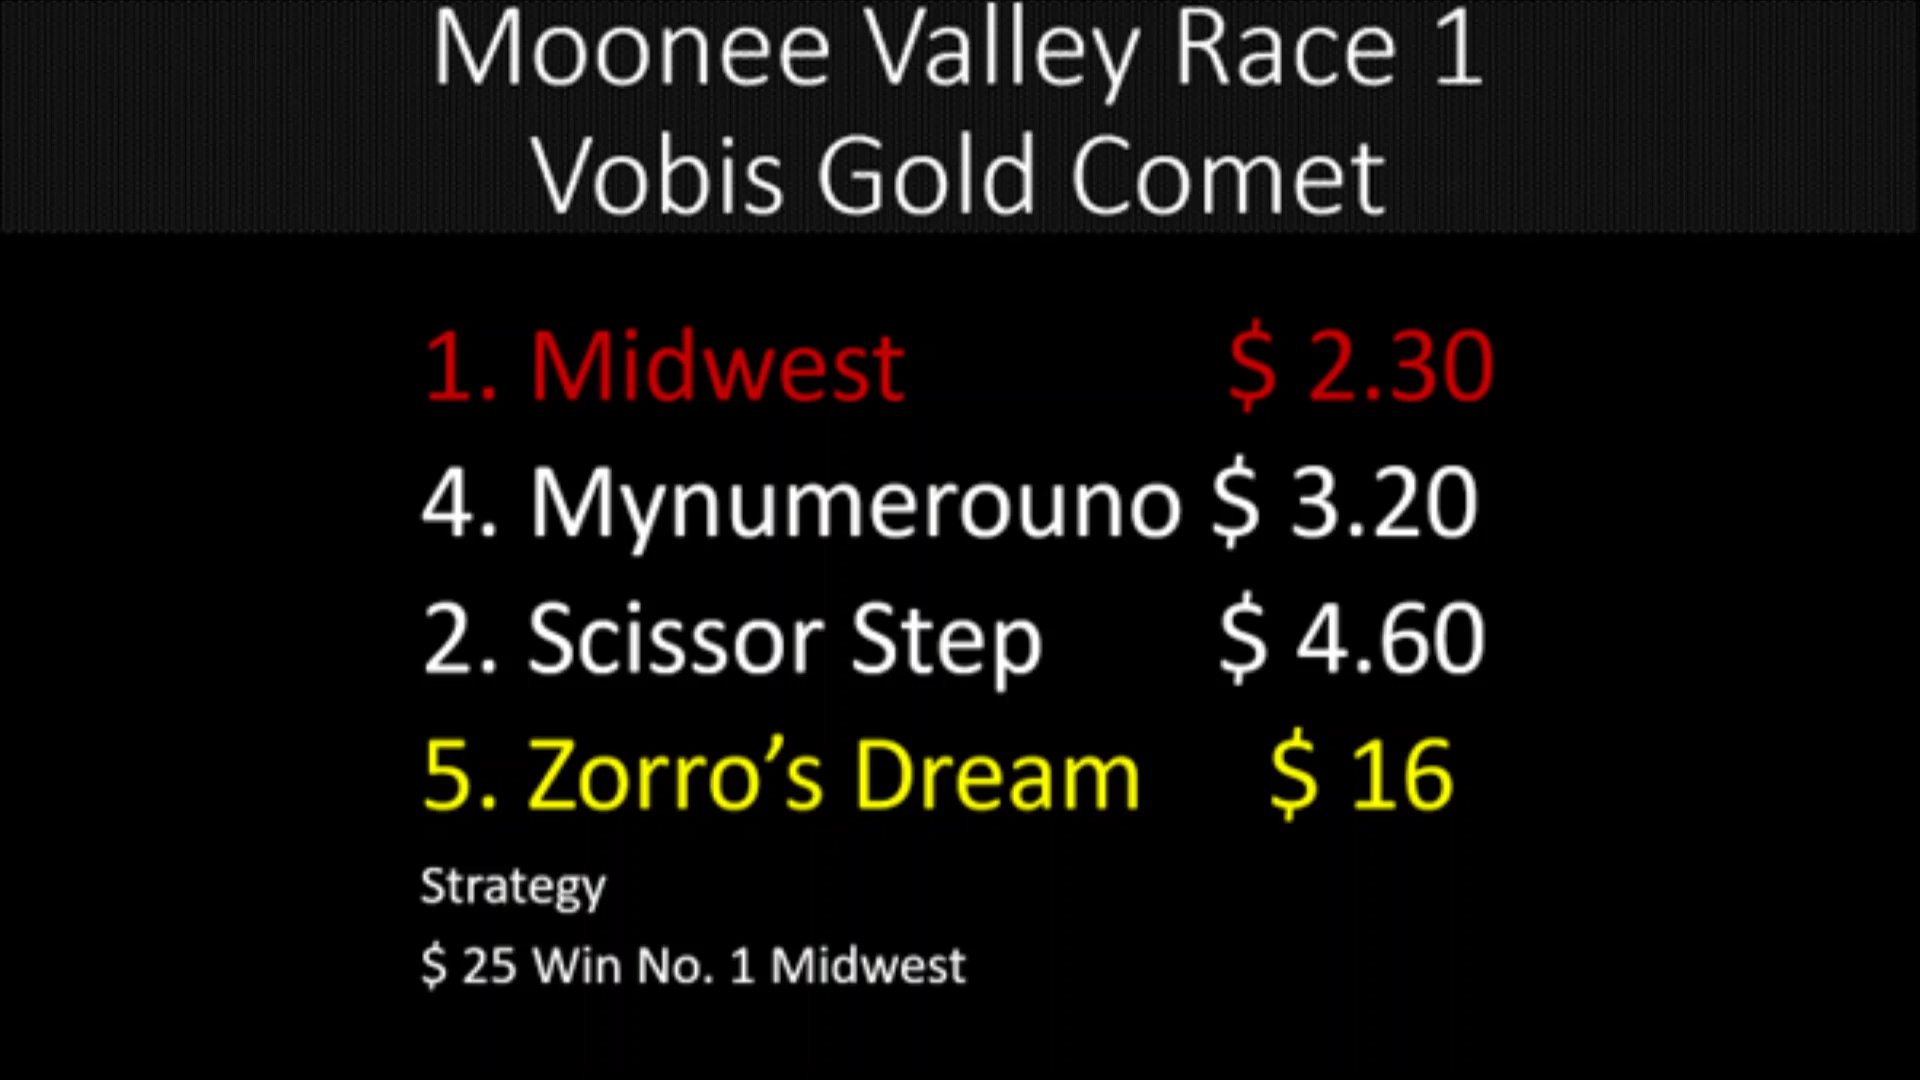 Moonee Valley Race 1
Vobis Gold Comet
1. Midwest $ 2.30
4. Mynumerouno $ 3.20
2. Scissor Step $ 4.60
5. Zorro’s Dream $ 16
Strategy
$ 25 Win No. 1 Midwest